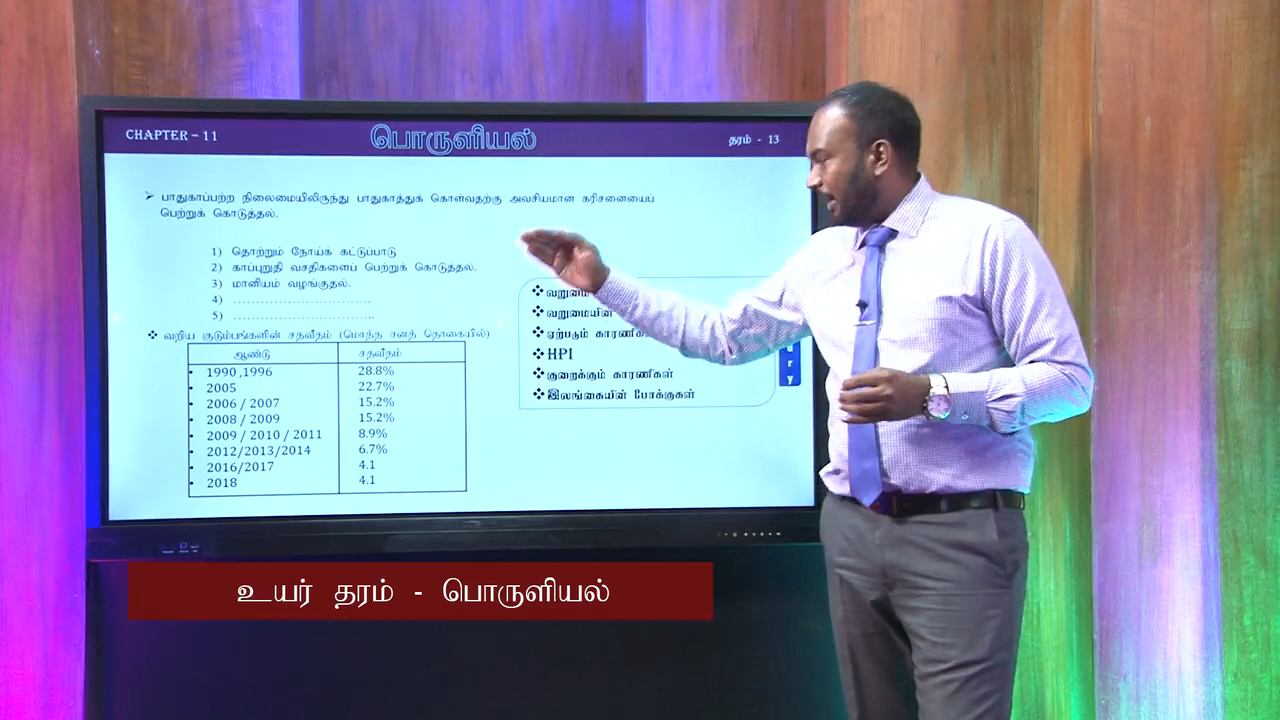 CHAPTER – 11
பொருளியல்
தரம் - 13
➢ பாதுகாப்பற்ற நிலைமையிலிருந்து பாதுகாத்துக் கொள்வதற்கு அவசியமான கரிசனையைப்
பெற்றுக் கொடுத்தல்.
1) தொற்றும் நோய்க் கட்டுப்பாடு
2) காப்புறுதி வசதிகளைப் பெற்றுக் கொடுத்தல்.
3) மானியம் வழங்குதல்.
4) ..............................
5) ..............................
❖ வறிய குடும்பங்களின் சதவீதம் (மொத்த சனத் தொகையில்)
ஆண்டு சதவீதம்
• 1990 ,1996 28.8%
• 2005 22.7%
• 2006 / 2007 15.2%
• 2008 / 2009 15.2%
• 2009 / 2010 / 2011 8.9%
• 2012/2013/2014 6.7%
• 2016/2017 4.1
• 2018 4.1
❖வறுமை
❖வறுமையின்
❖ஏற்படும்
❖HPI
❖குறைக்கும் காரணிகள்
❖இலங்கையின் போக்குகள்
r
y
உயர் தரம் - பொருளியல்